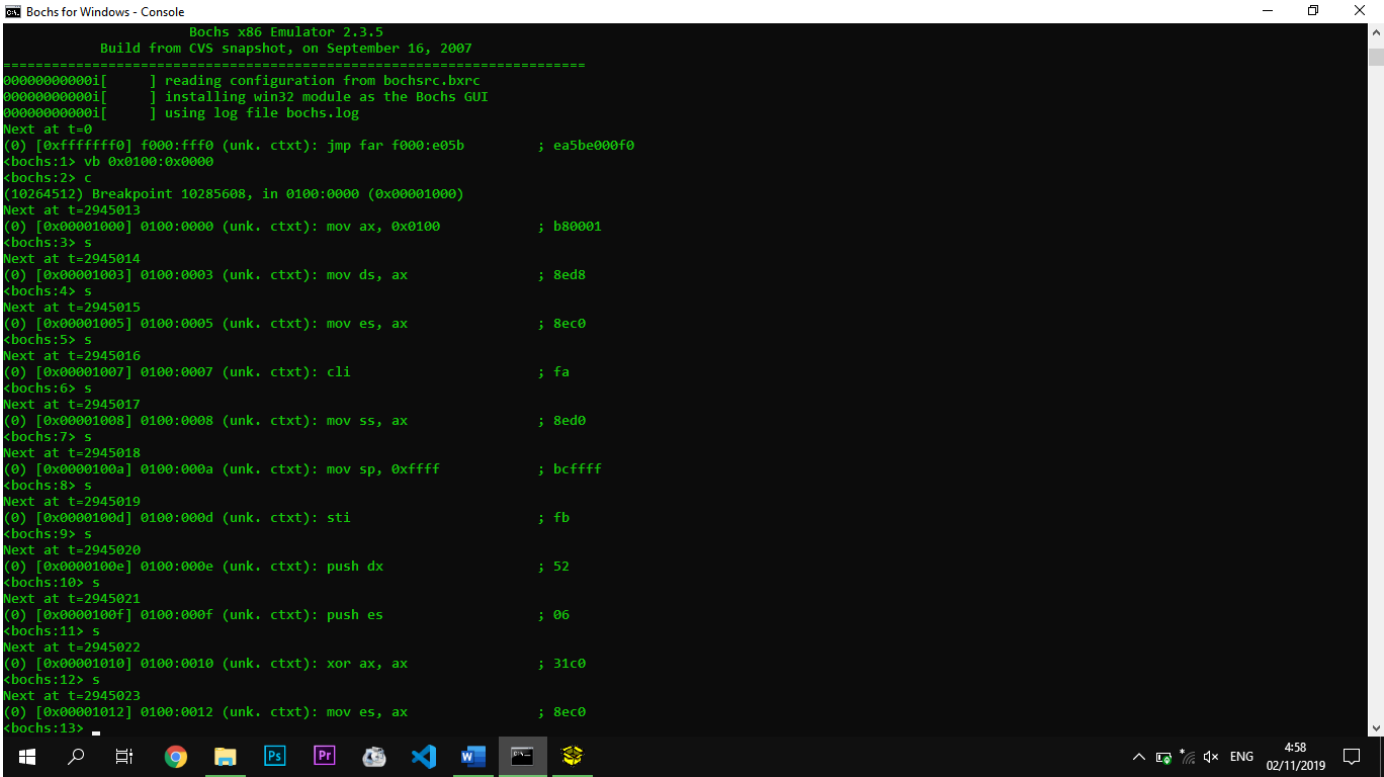 Bochs for Windows - Console
Bochs x86 Emulator 2.3.5
Build from CVS snapshot, on September 16, 2007
========================================================================
00000000000i[     ] reading configuration from bochsrc.bxrc
00000000000i[     ] installing win32 module as the Bochs GUI
00000000000i[     ] using log file bochs.log
Next at t=0
(0) [0xfffffff0] f000:fff0 (unk. ctxt): jmp far f000:e05b ; ea5be000f0
<bochs:1> vb 0x0100:0x0000
<bochs:2> c
(10264512) Breakpoint 10285608, in 0100:0000 (0x00001000)
Next at t=2945013
(0) [0x00001000] 0100:0000 (unk. ctxt): mov ax, 0x0100 ; b80001
<bochs:3> s
Next at t=2945014
(0) [0x00001003] 0100:0003 (unk. ctxt): mov ds, ax ; 8ed8
<bochs:4> s
Next at t=2945015
(0) [0x00001005] 0100:0005 (unk. ctxt): mov es, ax ; 8ec0
<bochs:5> s
Next at t=2945016
(0) [0x00001007] 0100:0007 (unk. ctxt): cli ; fa
<bochs:6> s
Next at t=2945017
(0) [0x00001008] 0100:0008 (unk. ctxt): mov ss, ax ; 8ed0
<bochs:7> s
Next at t=2945018
(0) [0x0000100a] 0100:000a (unk. ctxt): mov sp, 0xffff ; bcffff
<bochs:8> s
Next at t=2945019
(0) [0x0000100d] 0100:000d (unk. ctxt): sti ; fb
<bochs:9> s
Next at t=2945020
(0) [0x0000100e] 0100:000e (unk. ctxt): push dx ; 52
<bochs:10> s
Next at t=2945021
(0) [0x0000100f] 0100:000f (unk. ctxt): push es ; 06
<bochs:11> s
Next at t=2945022
(0) [0x00001010] 0100:0010 (unk. ctxt): xor ax, ax ; 31c0
<bochs:12> s
Next at t=2945023
(0) [0x00001012] 0100:0012 (unk. ctxt): mov es, ax ; 8ec0
<bochs:13>
Ps Pr W ENG 4:58
02/11/2019